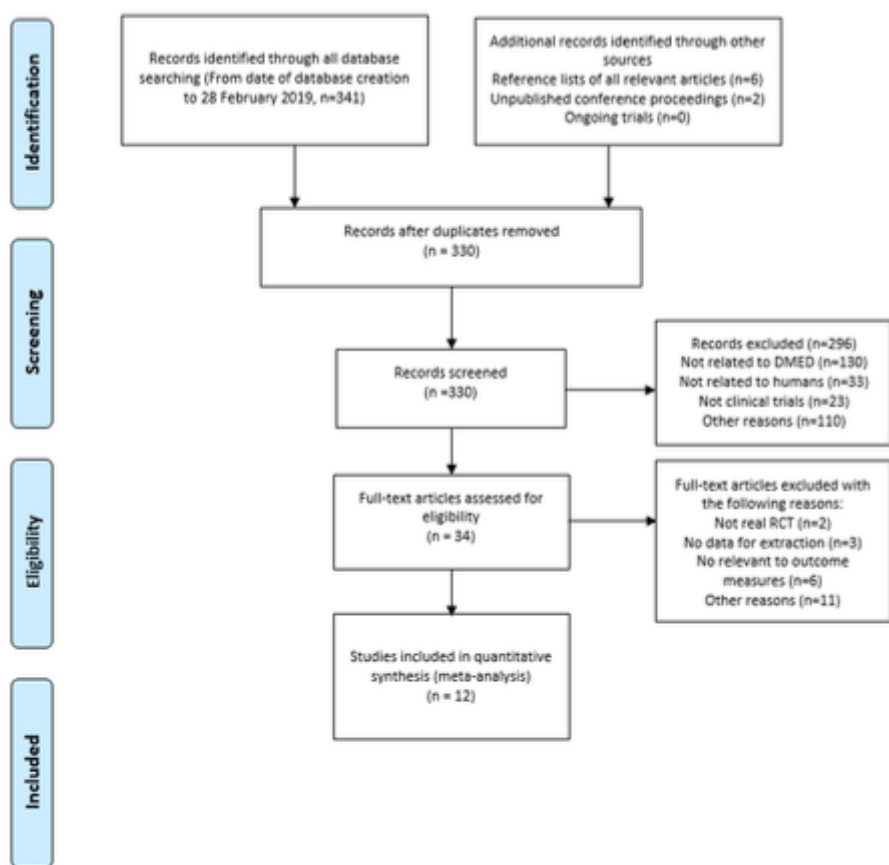 Identification
Records identified through all database
searching (From date of database creation
to 28 February 2019, n=341)
Additional records identified through other
sources
Reference lists of all relevant articles (n=6)
Unpublished conference proceedings (n=2)
Ongoing trials (n=0)
Records after duplicates removed
(n = 330)
Screening
Records screened
(n =330)
Records excluded (n=296)
Not related to DMED (n=130)
Not related to humans (n=33)
Not clinical trials (n=23)
Other reasons (n=110)
Eligibility
Full-text articles assessed for
eligibility
(n = 34)
Full-text articles excluded with
the following reasons:
Not real RCT (n=2)
No data for extraction (n=3)
No relevant to outcome
measures (n=6)
Other reasons (n=11)
Studies included in quantitative
synthesis (meta-analysis)
(n = 12)
Included